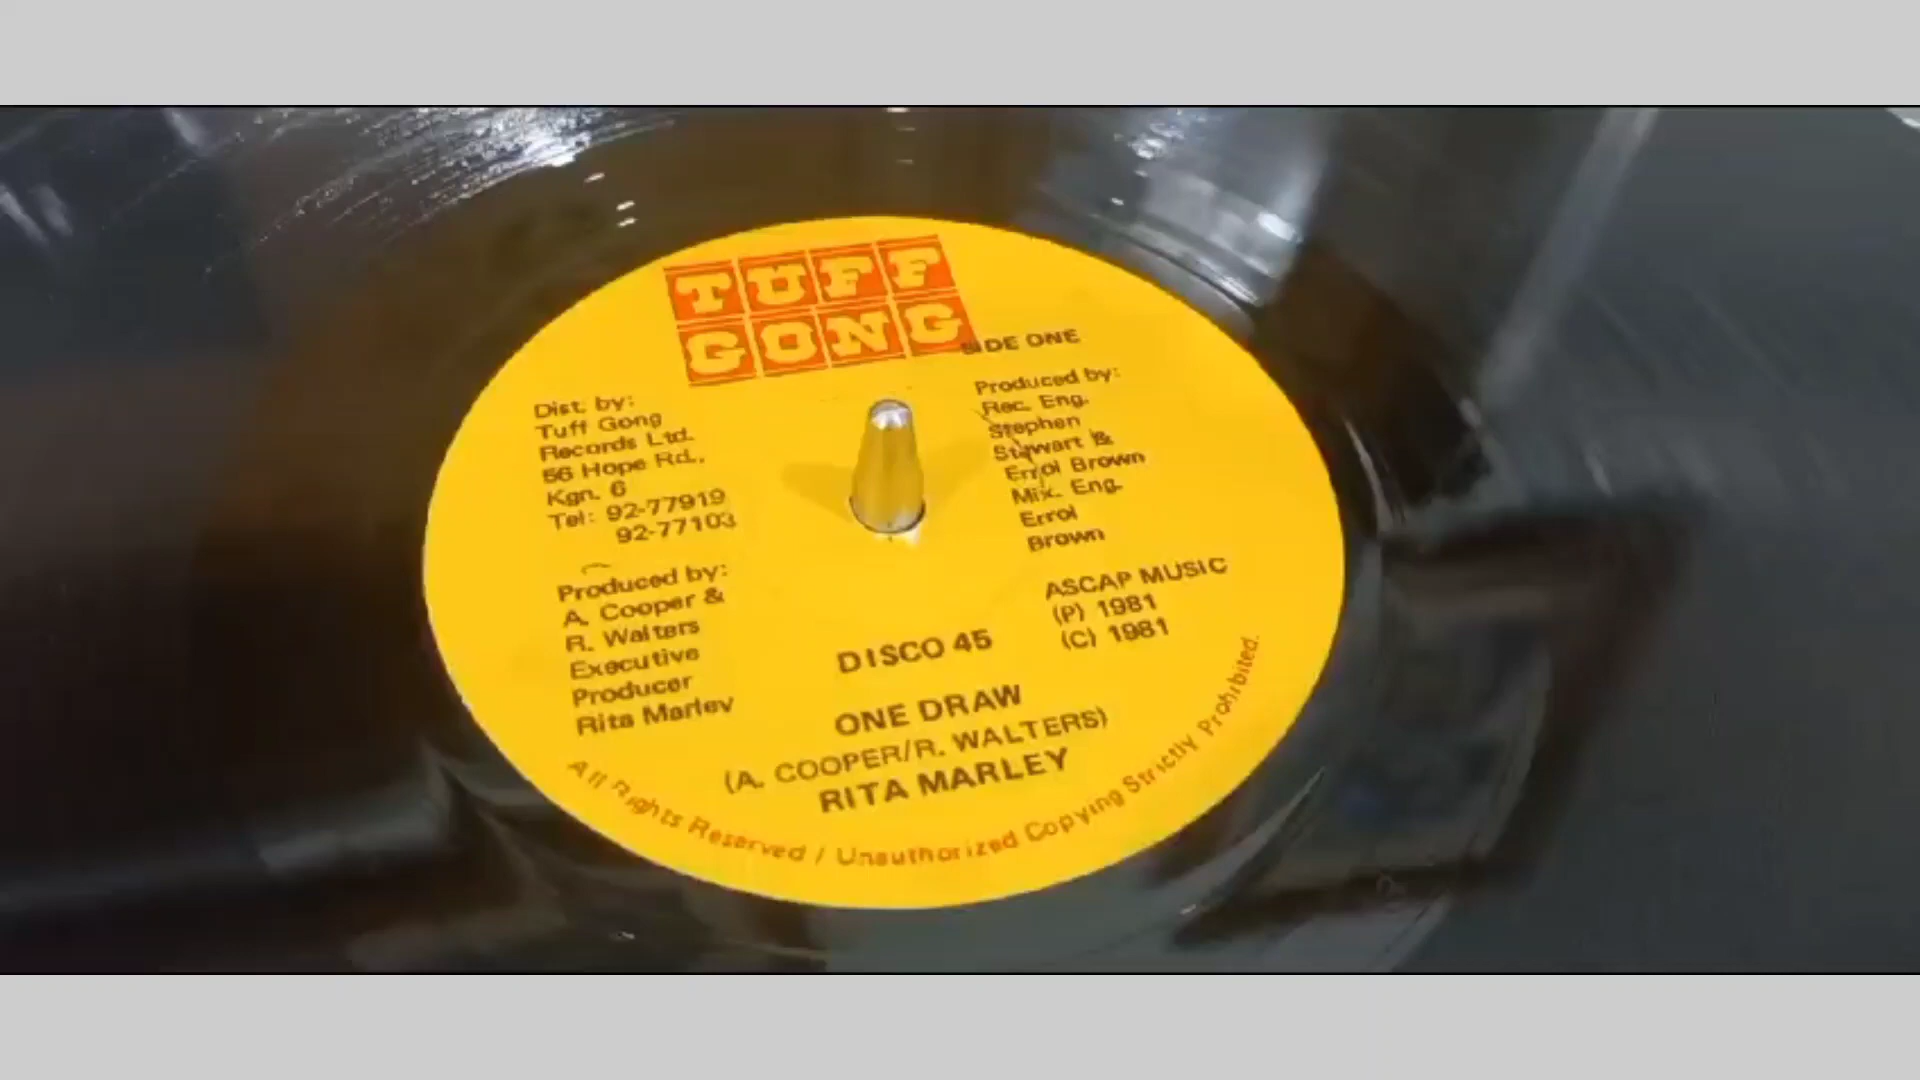 TUFF
GONG
SIDE ONE
Dist. by:
Tuff Gong
Records Ltd.
56 Hope Rd.,
Kgn. 6
Tel: 92-77919
92-77103
Produced by:
A. Cooper &
R. Walters
Executive
Producer
Rita Marley
Produced by:
Rec. Eng.
Stephen
Stewart &
Errol Brown
Mix. Eng.
Errol
Brown
ASCAP MUSIC
(P) 1981
(C) 1981
DISCO 45
ONE DRAW
(A. COOPER/R. WALTERS)
RITA MARLEY
All Rights Reserved / Unauthorized Copying Strictly Prohibited.